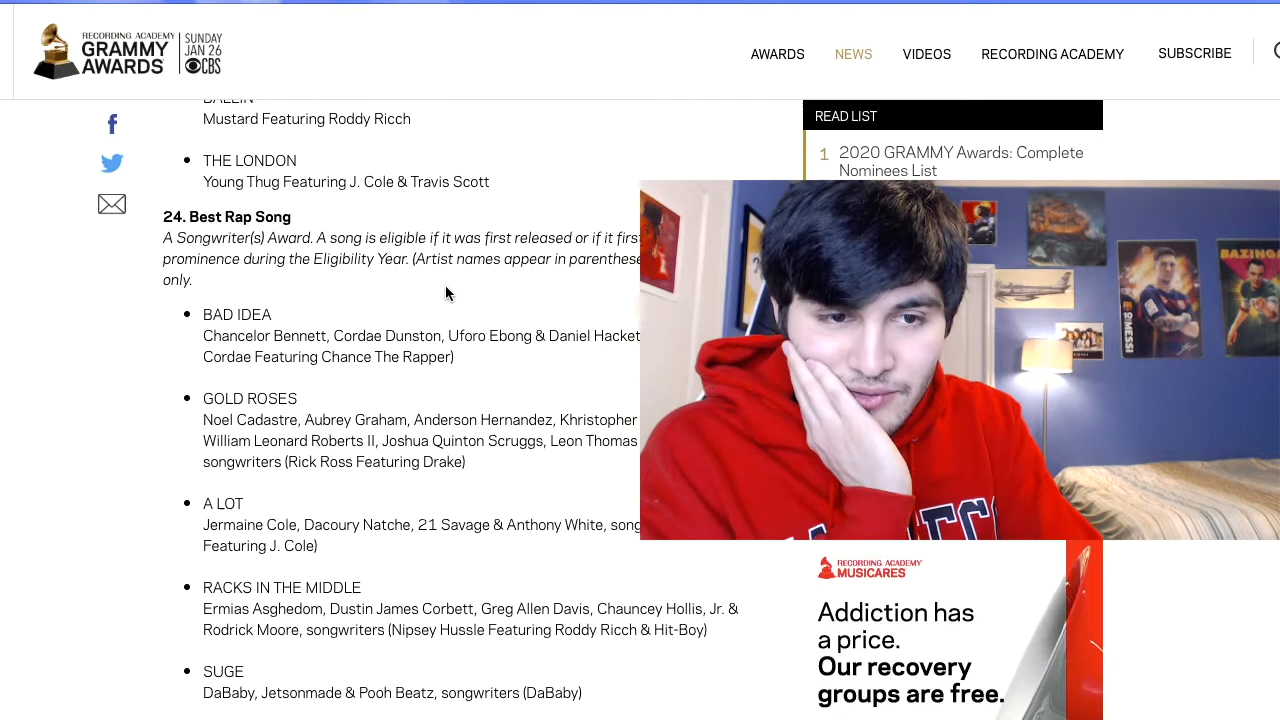 RECORDING ACADEMY
GRAMMY
AWARDS
SUNDAY
JAN 26
CBS
AWARDS
NEWS
VIDEOS
RECORDING ACADEMY
SUBSCRIBE
BALLIN
Mustard Featuring Roddy Ricch
THE LONDON
Young Thug Featuring J. Cole & Travis Scott
24. Best Rap Song
A Songwriter(s) Award. A song is eligible if it was first released or if it first
prominence during the Eligibility Year. (Artist names appear in parenthese
only.
BAD IDEA
Chancelor Bennett, Cordae Dunston, Uforo Ebong & Daniel Hacket
Cordae Featuring Chance The Rapper)
GOLD ROSES
Noel Cadastre, Aubrey Graham, Anderson Hernandez, Khristopher
William Leonard Roberts II, Joshua Quinton Scruggs, Leon Thomas
songwriters (Rick Ross Featuring Drake)
A LOT
Jermaine Cole, Dacoury Natche, 21 Savage & Anthony White, song
Featuring J. Cole)
RACKS IN THE MIDDLE
Ermias Asghedom, Dustin James Corbett, Greg Allen Davis, Chauncey Hollis, Jr. &
Rodrick Moore, songwriters (Nipsey Hussle Featuring Roddy Ricch & Hit-Boy)
SUGE
DaBaby, Jetsonmade & Pooh Beatz, songwriters (DaBaby)
READ LIST
1 2020 GRAMMY Awards: Complete
Nominees List
10 MESSI
BAZINGA
RECORDING ACADEMY
MUSICARES
Addiction has
a price.
Our recovery
groups are free.